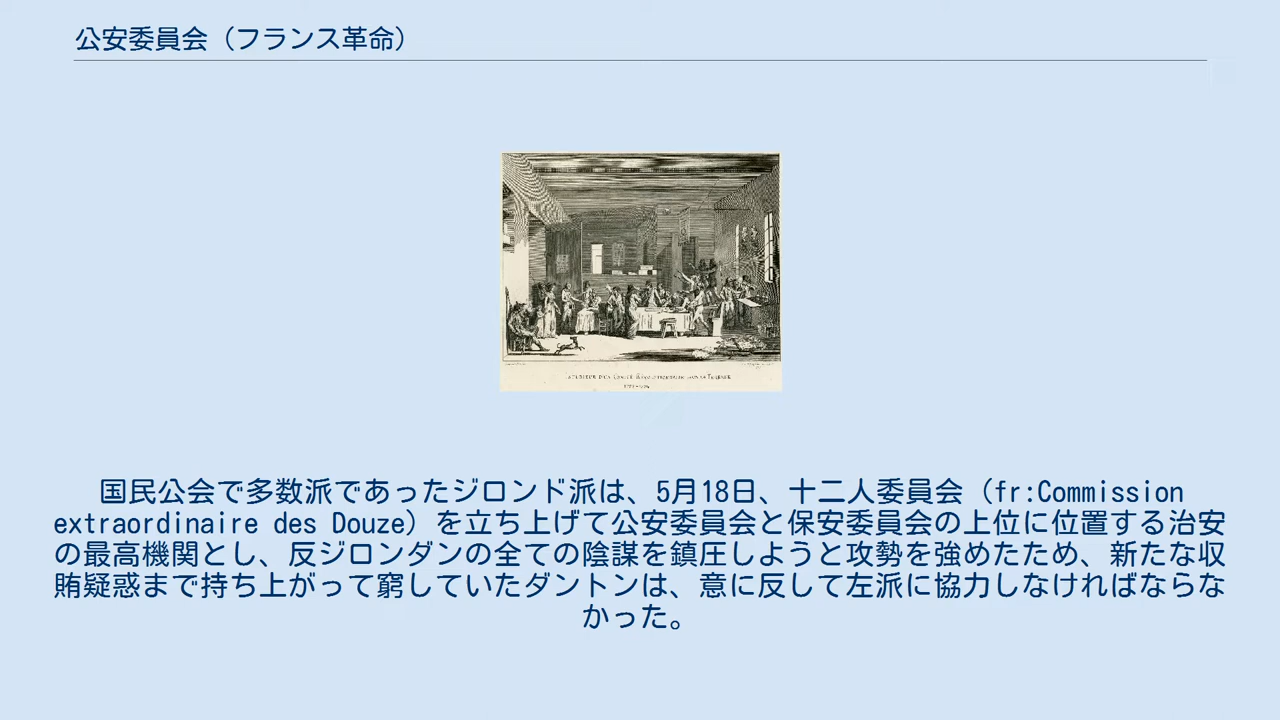 公安委員会（フランス革命）
国民公会で多数派であったジロンド派は、5月18日、十二人委員会（fr:Commission
extraordinaire des Douze）を立ち上げて公安委員会と保安委員会の上位に位置する治安
の最高機関とし、反ジロンダンの全ての陰謀を鎮圧しようと攻勢を強めたため、新たな収
賄疑惑まで持ち上がって窮していたダントンは、意に反して左派に協力しなければならな
かった。